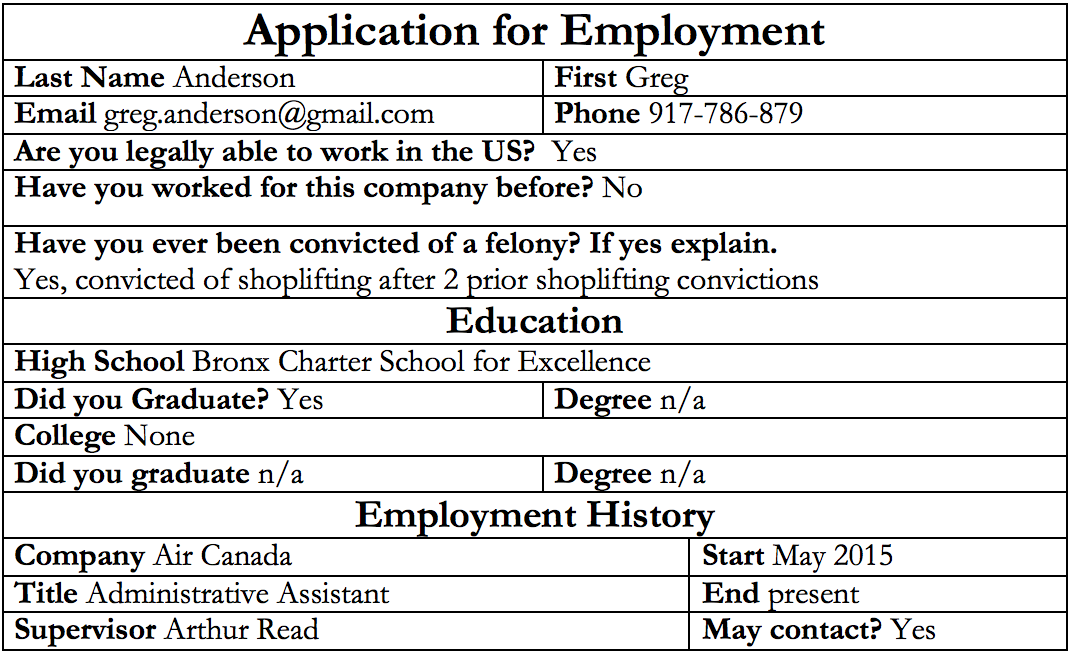 Application for Employment
Last Name Anderson First Greg
Email greg.anderson@gmail.com Phone 917-786-879
Are you legally able to work in the US? Yes
Have you worked for this company before? No
Have you ever been convicted of a felony? If yes explain.
Yes, convicted of shoplifting after 2 prior shoplifting convictions
Education
High School Bronx Charter School for Excellence
Did you Graduate? Yes Degree n/a
College None
Did you graduate n/a Degree n/a
Employment History
Company Air Canada Start May 2015
Title Administrative Assistant End present
Supervisor Arthur Read May contact? Yes